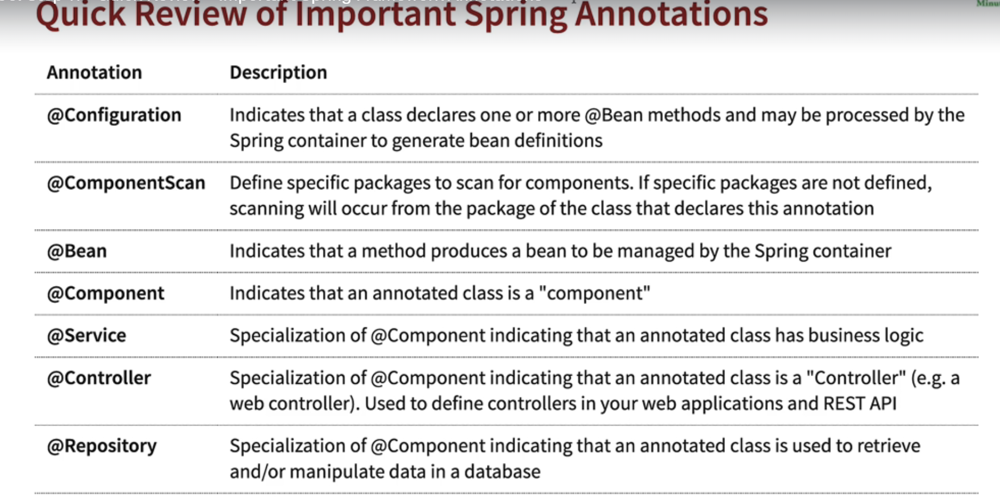 Quick Review of Important Spring Annotations
Annotation Description
@Configuration Indicates that a class declares one or more @Bean methods and may be processed by the
Spring container to generate bean definitions
@ComponentScan Define specific packages to scan for components. If specific packages are not defined,
scanning will occur from the package of the class that declares this annotation
@Bean Indicates that a method produces a bean to be managed by the Spring container
@Component Indicates that an annotated class is a "component"
@Service Specialization of @Component indicating that an annotated class has business logic
@Controller Specialization of @Component indicating that an annotated class is a "Controller" (e.g. a
web controller). Used to define controllers in your web applications and REST API
@Repository Specialization of @Component indicating that an annotated class is used to retrieve
and/or manipulate data in a database